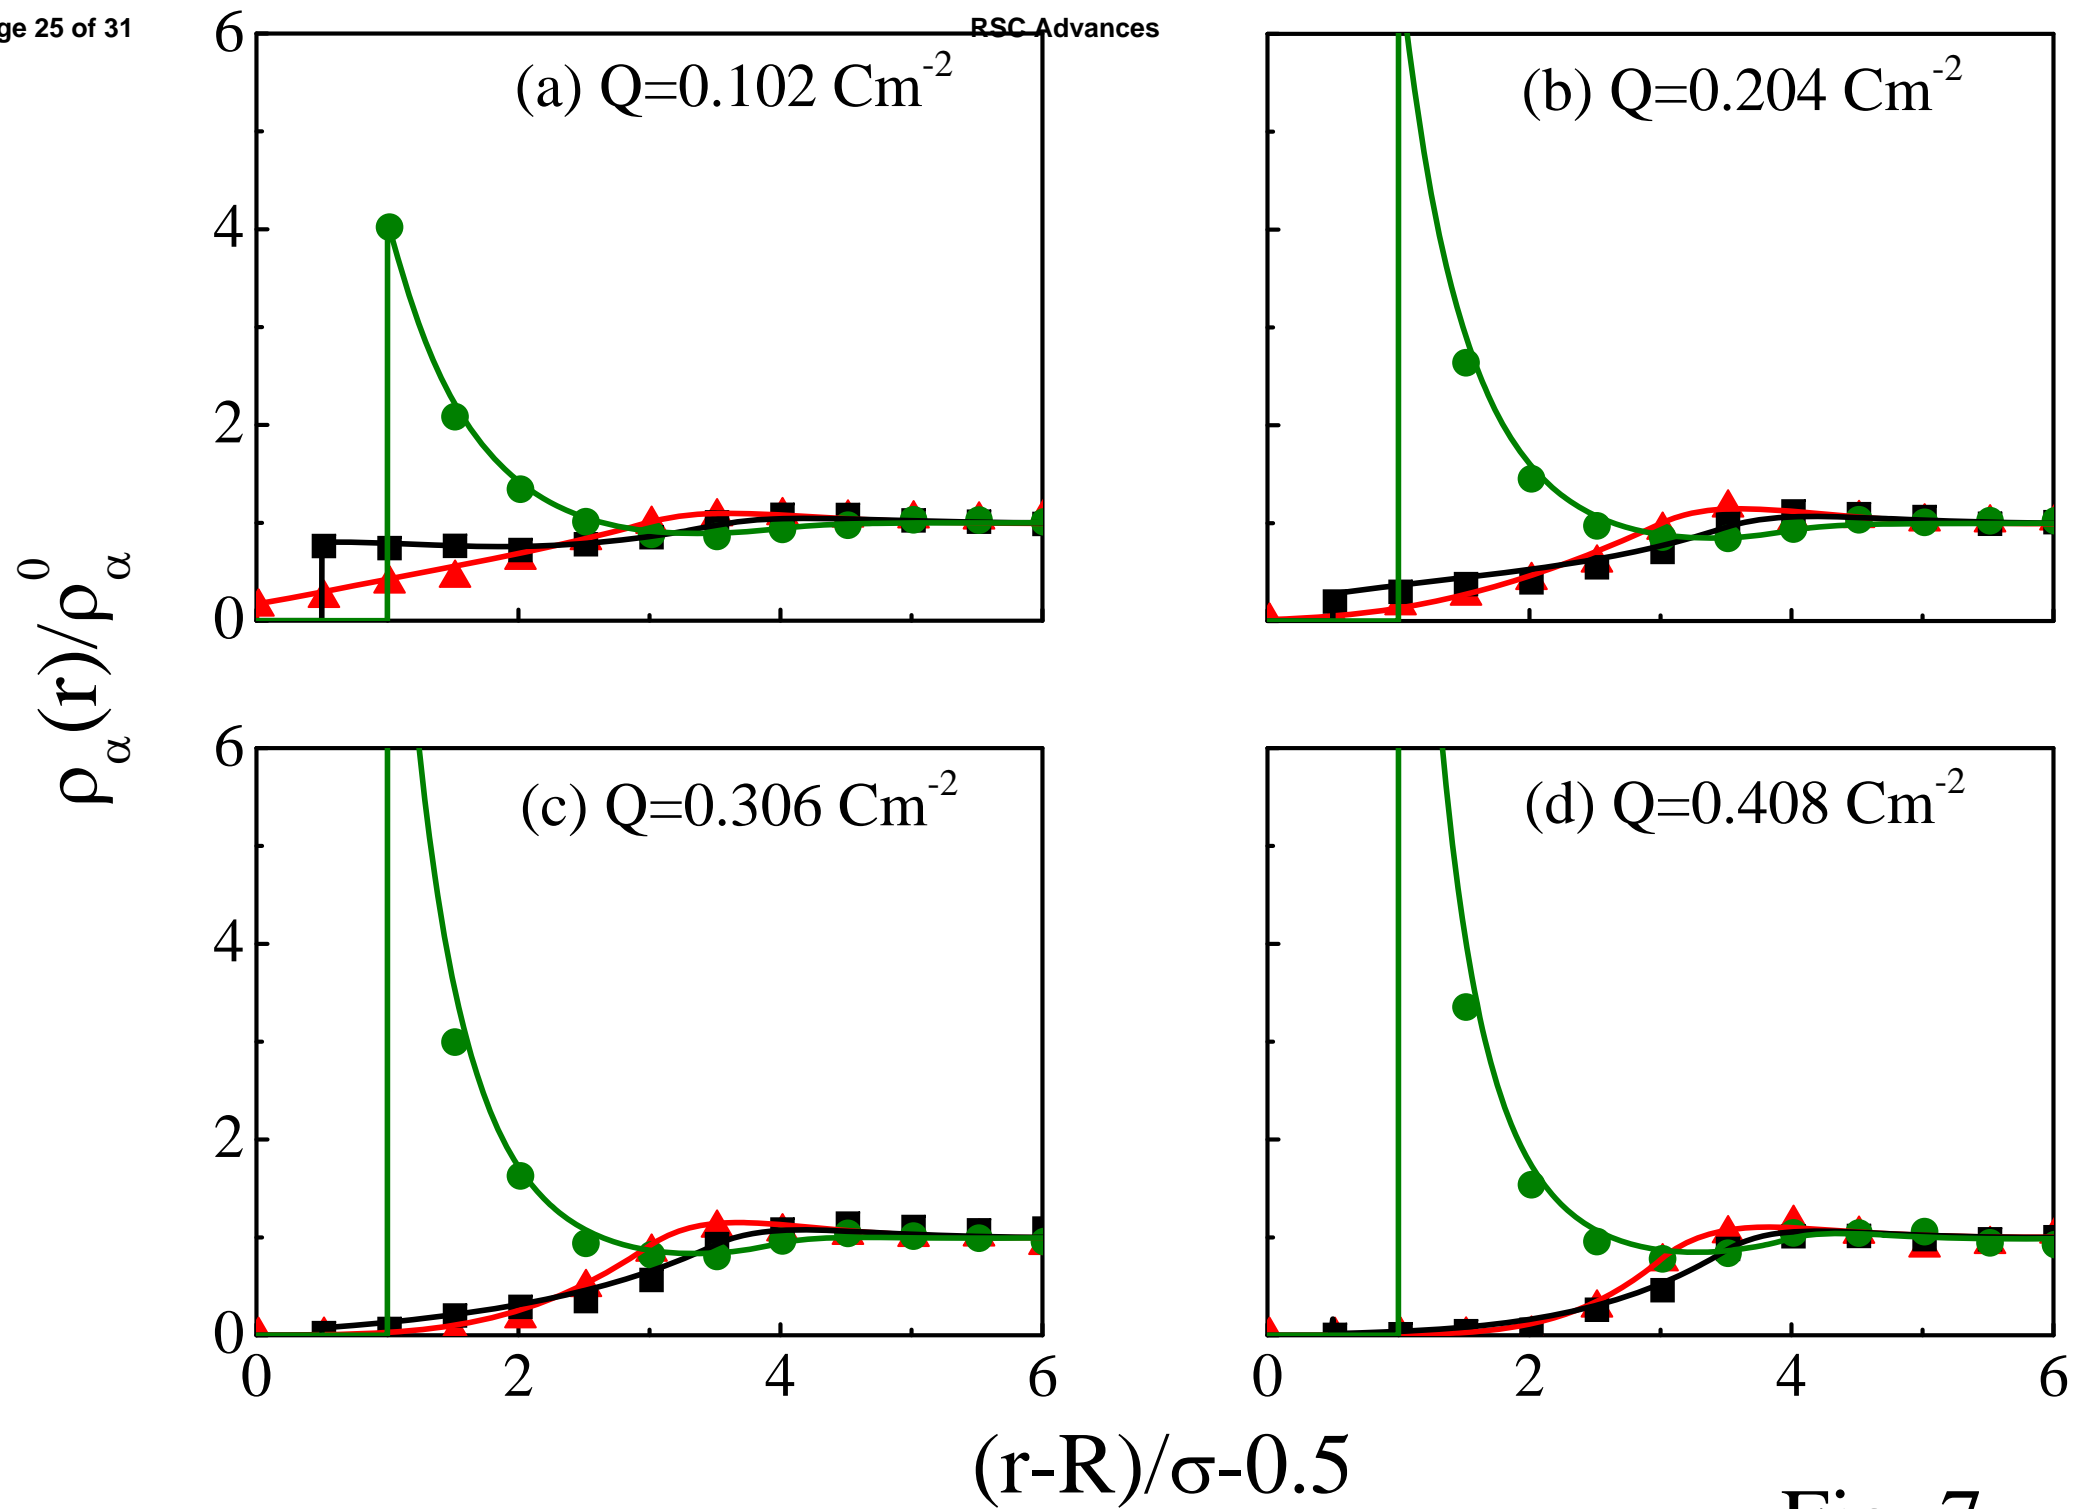 ge 25 of 31
RSC Advances
(a) Q=0.102 Cm⁻²
(b) Q=0.204 Cm⁻²
6
4
2
0
ρα(r)/ρα⁰
(c) Q=0.306 Cm⁻²
(d) Q=0.408 Cm⁻²
6
4
2
0
0 2 4 6
0 2 4 6
(r-R)/σ-0.5